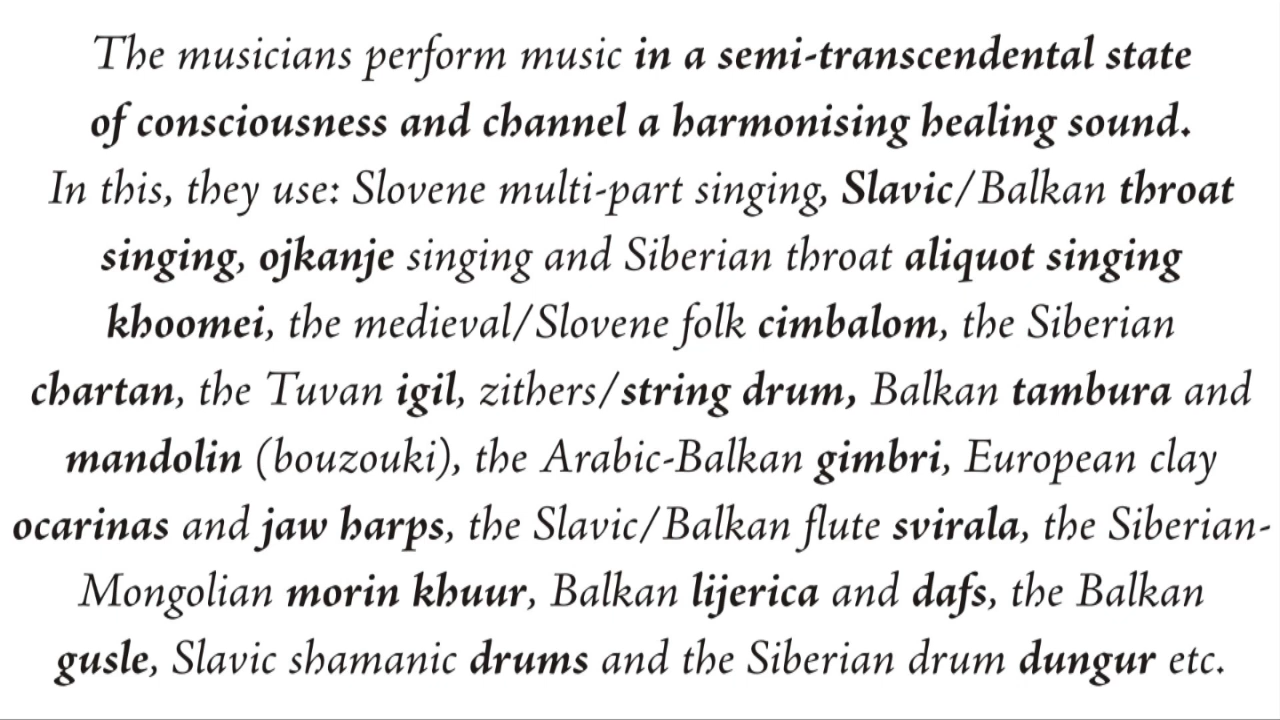 The musicians perform music in a semi-transcendental state
of consciousness and channel a harmonising healing sound.
In this, they use: Slovene multi-part singing, Slavic/Balkan throat
singing, ojkanje singing and Siberian throat aliquot singing
khoomei, the medieval/Slovene folk cimbalom, the Siberian
chartan, the Tuvan igil, zithers/string drum, Balkan tambura and
mandolin (bouzouki), the Arabic-Balkan gimbri, European clay
ocarinas and jaw harps, the Slavic/Balkan flute svirala, the Siberian-
Mongolian morin khuur, Balkan lijerica and dafs, the Balkan
gusle, Slavic shamanic drums and the Siberian drum dungur etc.